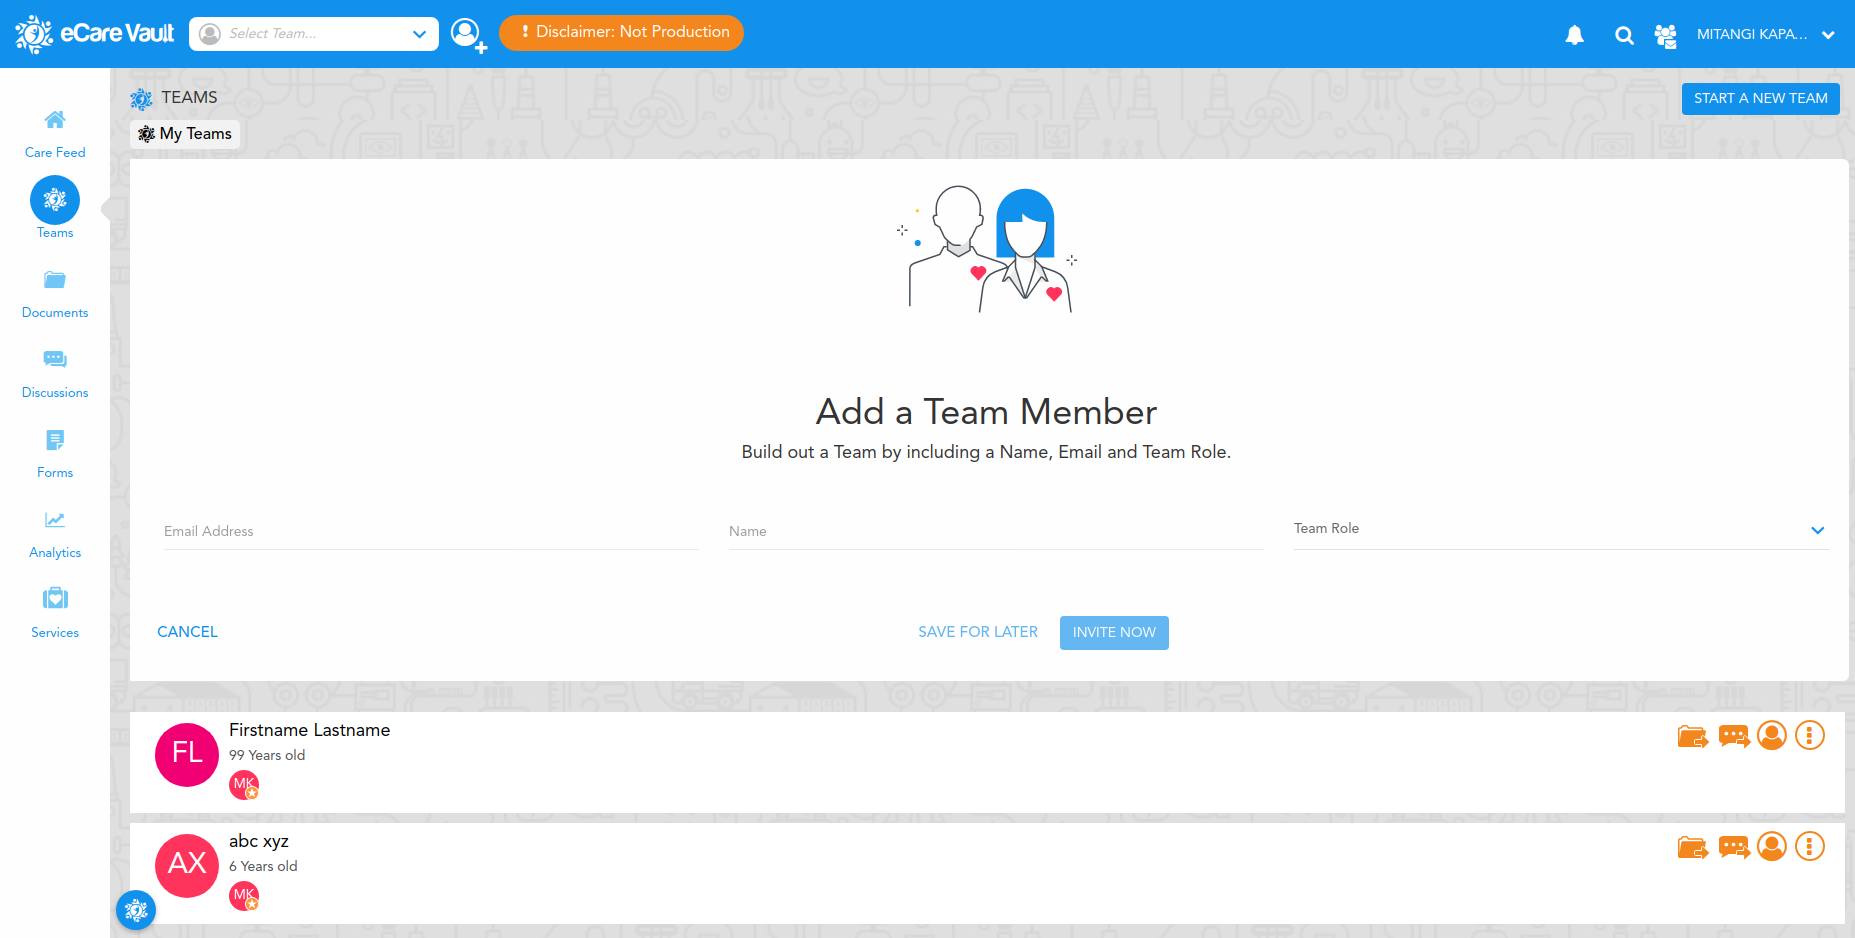 eCare Vault
Select Team...
! Disclaimer: Not Production
MITANGI KAPA...
TEAMS
START A NEW TEAM
My Teams
Care Feed
Teams
Documents
Discussions
Forms
Analytics
Services
Add a Team Member
Build out a Team by including a Name, Email and Team Role.
Email Address
Name
Team Role
CANCEL
SAVE FOR LATER
INVITE NOW
FL
Firstname Lastname
99 Years old
MK
AX
abc xyz
6 Years old
MK